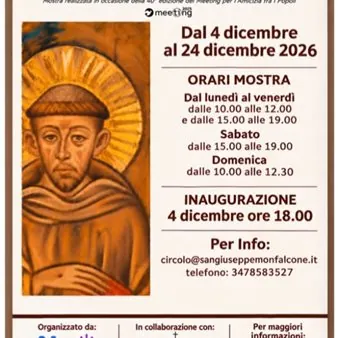 Mostra realizzata in occasione della 40ª edizione del Meeting per l'Amicizia fra i Popoli
meeting
Dal 4 dicembre
al 24 dicembre 2026
ORARI MOSTRA
Dal lunedì al venerdì
dalle 10.00 alle 12.00
e dalle 15.00 alle 19.00
Sabato
dalle 15.00 alle 19.00
Domenica
dalle 10.00 alle 12.30
INAUGURAZIONE
4 dicembre ore 18.00
Per Info:
circolo@sangiuseppemonfalcone.it
telefono: 3478583527
Organizzato da:
In collaborazione con:
Per maggiori
informazioni: